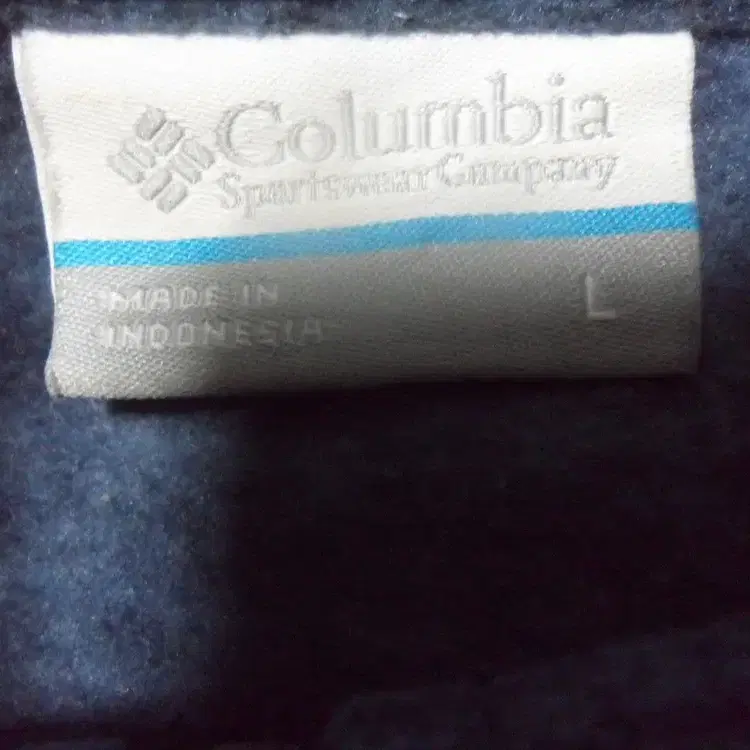 Columbia
Sportswear Company
MADE IN
INDONESIA
L